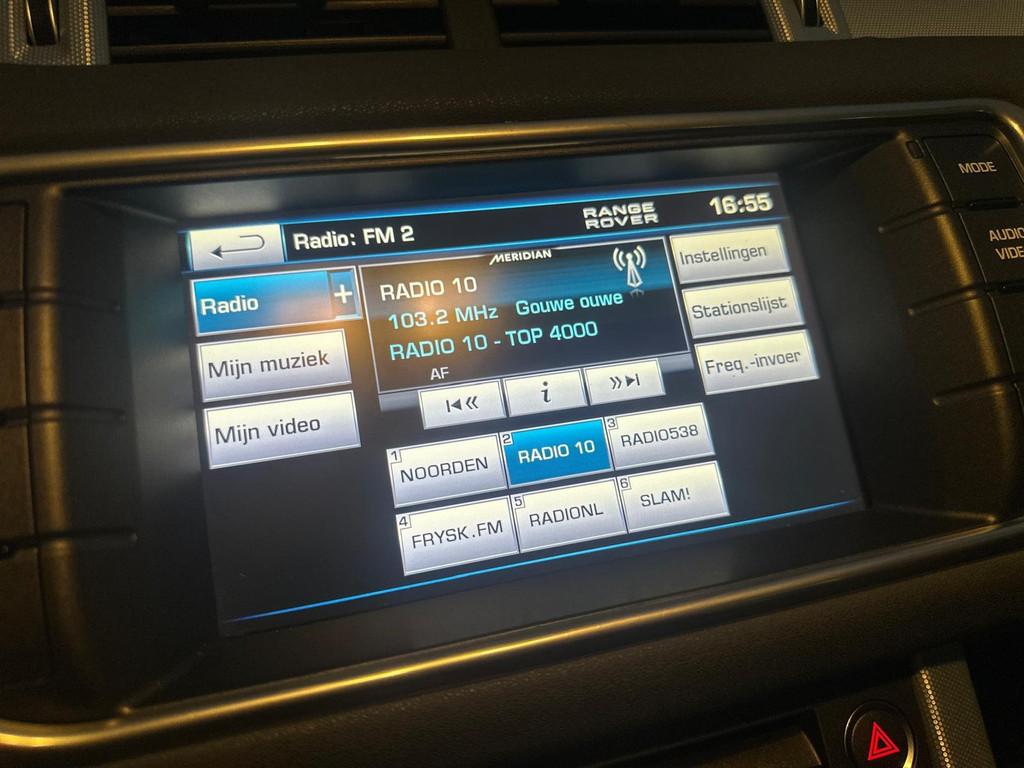 MODE
AUDIO
16:55
RANGE
ROVER
Radio: FM 2
MERIDIAN
Instellingen
Radio
+
RADIO 10
103.2 MHz Gouwe ouwe
RADIO 10 - TOP 4000
AF
Stationslijst
Mijn muziek
Freq.-invoer
i
Mijn video
1
NOORDEN
2
RADIO 10
3
RADIO538
4
FRYSK.FM
5
RADIONL
6
SLAM!